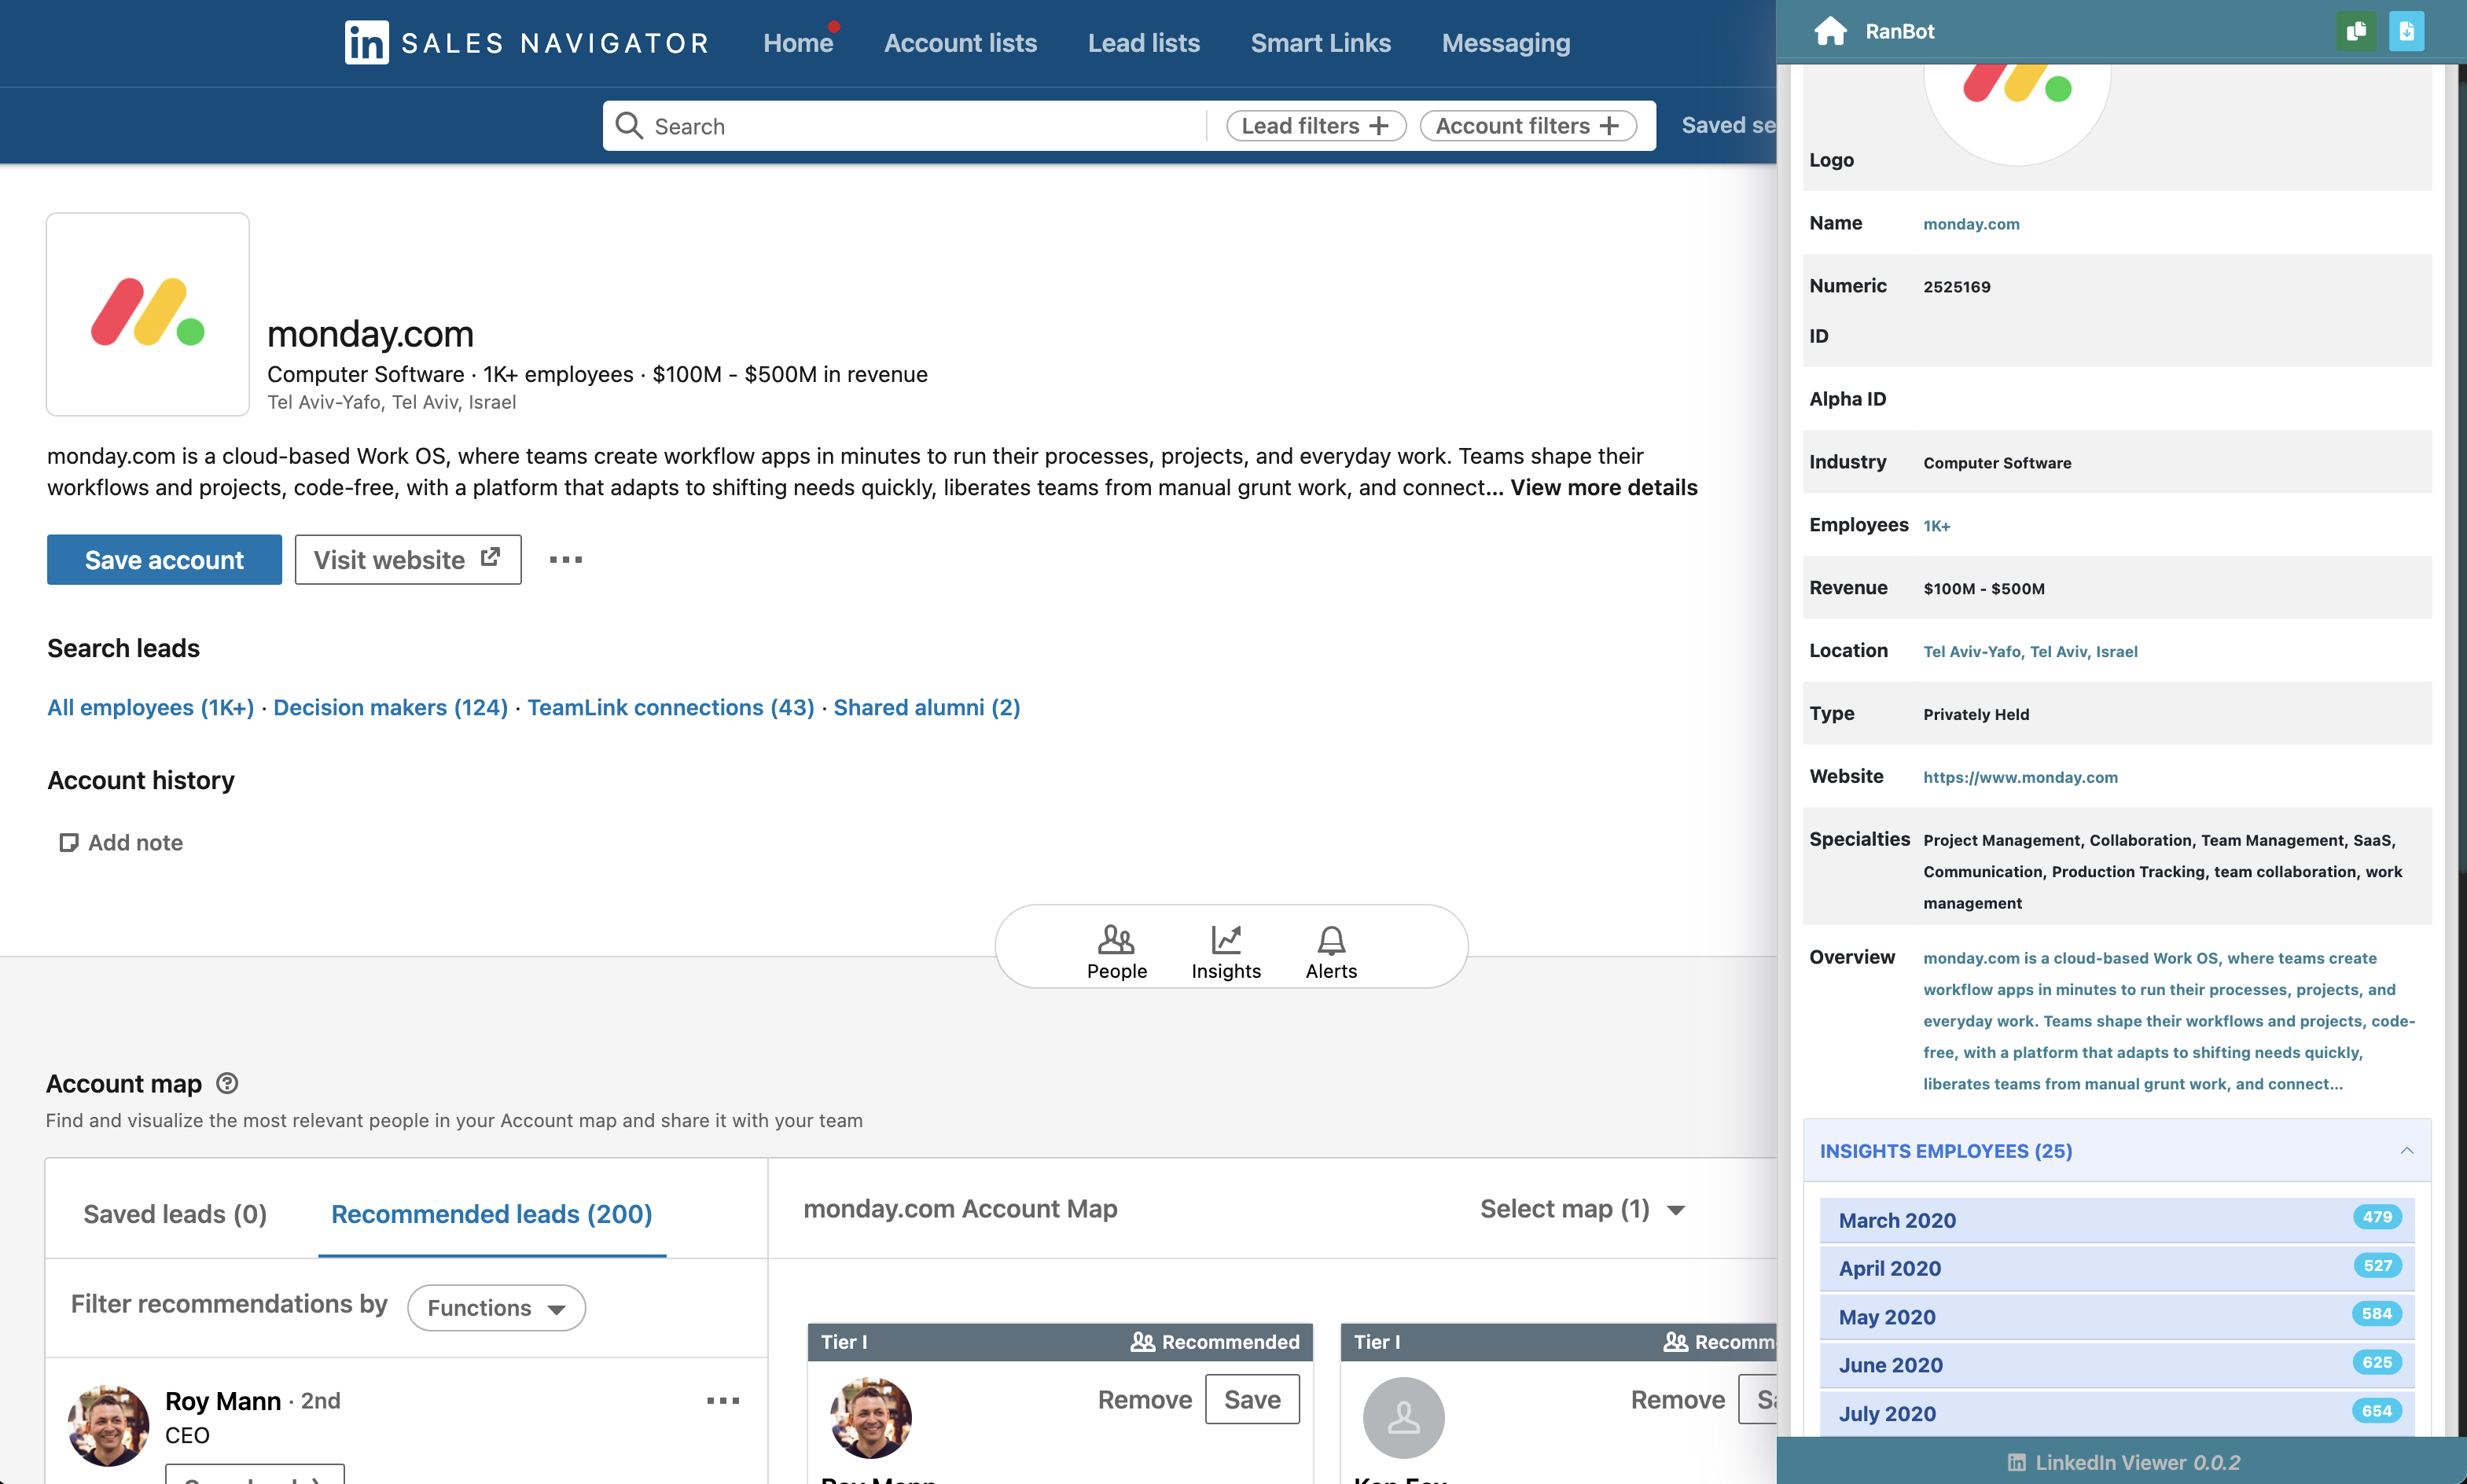 in SALES NAVIGATOR
Home
Account lists
Lead lists
Smart Links
Messaging
Search
Lead filters +
Account filters +
Saved se
monday.com
Computer Software · 1K+ employees · $100M - $500M in revenue
Tel Aviv-Yafo, Tel Aviv, Israel
monday.com is a cloud-based Work OS, where teams create workflow apps in minutes to run their processes, projects, and everyday work. Teams shape their
workflows and projects, code-free, with a platform that adapts to shifting needs quickly, liberates teams from manual grunt work, and connect... View more details
Save account
Visit website
Search leads
All employees (1K+) · Decision makers (124) · TeamLink connections (43) · Shared alumni (2)
Account history
Add note
People
Insights
Alerts
Account map
Find and visualize the most relevant people in your Account map and share it with your team
Saved leads (0)
Recommended leads (200)
Filter recommendations by
Functions
Roy Mann · 2nd
CEO
monday.com Account Map
Select map (1)
Tier I
Recommended
Remove
Save
Roy Mann
Tier I
Recomm
Remove
Sa
RanBot
Logo
Name
monday.com
Numeric
ID
2525169
Alpha ID
Industry
Computer Software
Employees
1K+
Revenue
$100M - $500M
Location
Tel Aviv-Yafo, Tel Aviv, Israel
Type
Privately Held
Website
https://www.monday.com
Specialties
Project Management, Collaboration, Team Management, SaaS,
Communication, Production Tracking, team collaboration, work
management
Overview
monday.com is a cloud-based Work OS, where teams create
workflow apps in minutes to run their processes, projects, and
everyday work. Teams shape their workflows and projects, code-
free, with a platform that adapts to shifting needs quickly,
liberates teams from manual grunt work, and connect...
INSIGHTS EMPLOYEES (25)
March 2020
479
April 2020
527
May 2020
584
June 2020
625
July 2020
654
in LinkedIn Viewer 0.0.2